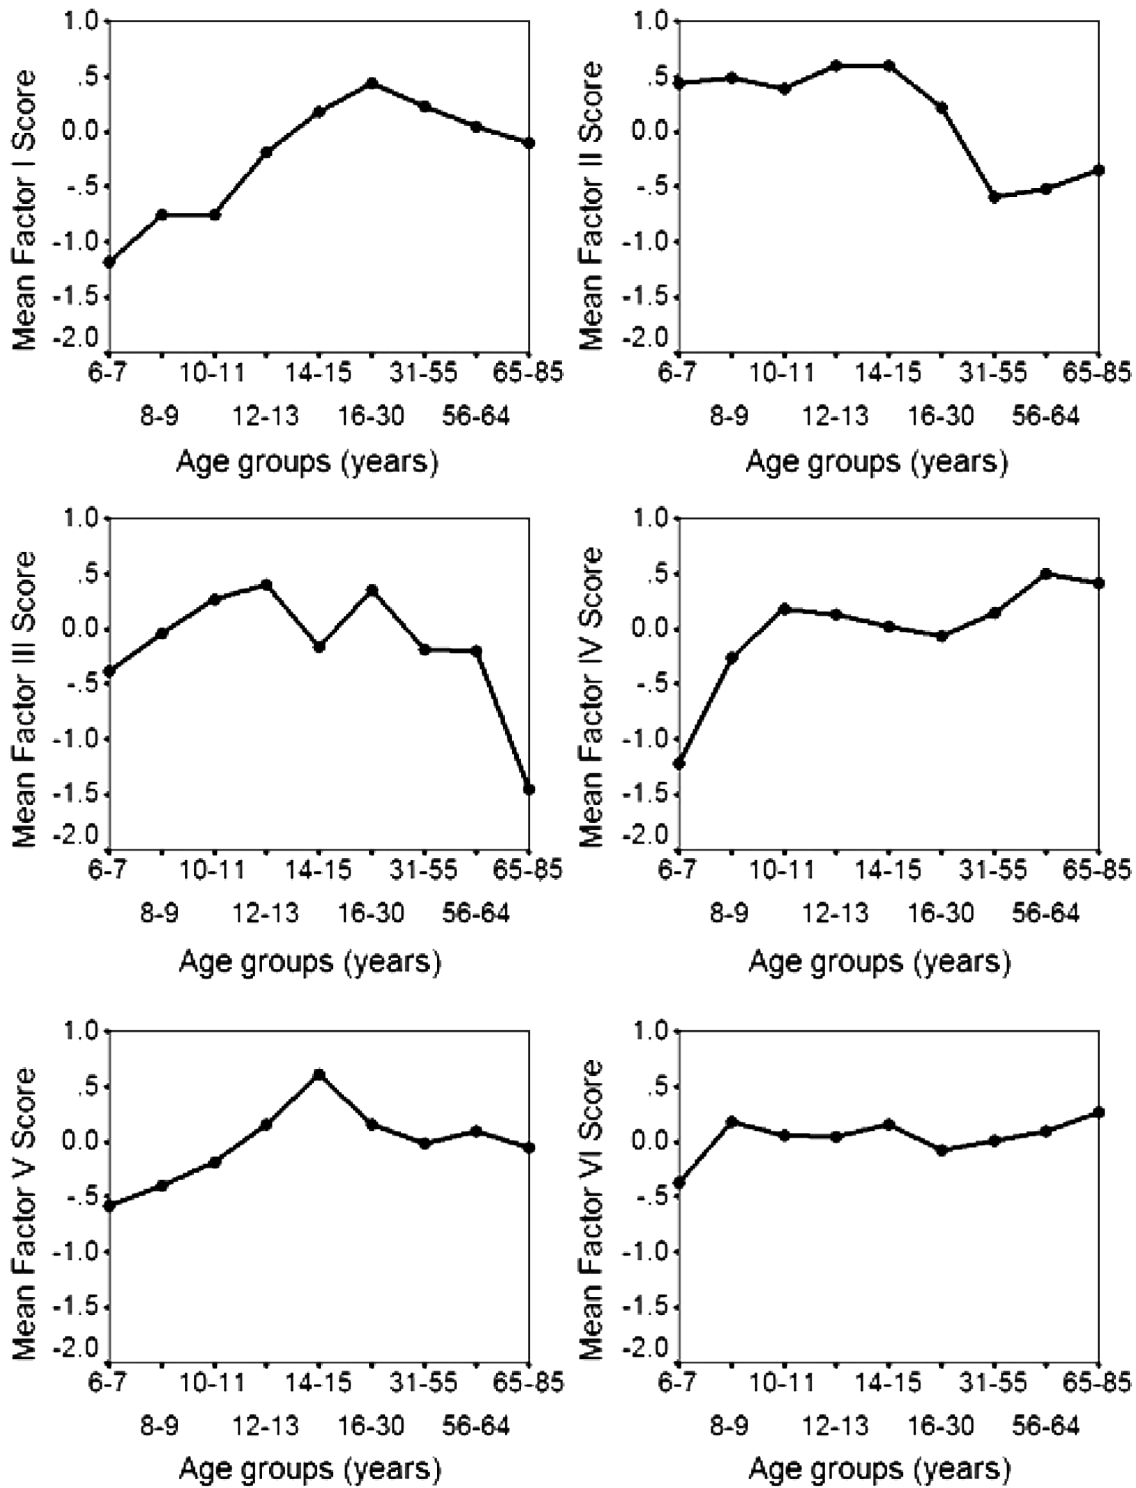 Mean Factor I Score
1.0
.5
0.0
-.5
-1.0
-1.5
-2.0
6-7 10-11 14-15 31-55 65-85
8-9 12-13 16-30 56-64
Age groups (years)
Mean Factor II Score
1.0
.5
0.0
-.5
-1.0
-1.5
-2.0
6-7 10-11 14-15 31-55 65-85
8-9 12-13 16-30 56-64
Age groups (years)
Mean Factor III Score
1.0
.5
0.0
-.5
-1.0
-1.5
-2.0
6-7 10-11 14-15 31-55 65-85
8-9 12-13 16-30 56-64
Age groups (years)
Mean Factor IV Score
1.0
.5
0.0
-.5
-1.0
-1.5
-2.0
6-7 10-11 14-15 31-55 65-85
8-9 12-13 16-30 56-64
Age groups (years)
Mean Factor V Score
1.0
.5
0.0
-.5
-1.0
-1.5
-2.0
6-7 10-11 14-15 31-55 65-85
8-9 12-13 16-30 56-64
Age groups (years)
Mean Factor VI Score
1.0
.5
0.0
-.5
-1.0
-1.5
-2.0
6-7 10-11 14-15 31-55 65-85
8-9 12-13 16-30 56-64
Age groups (years)